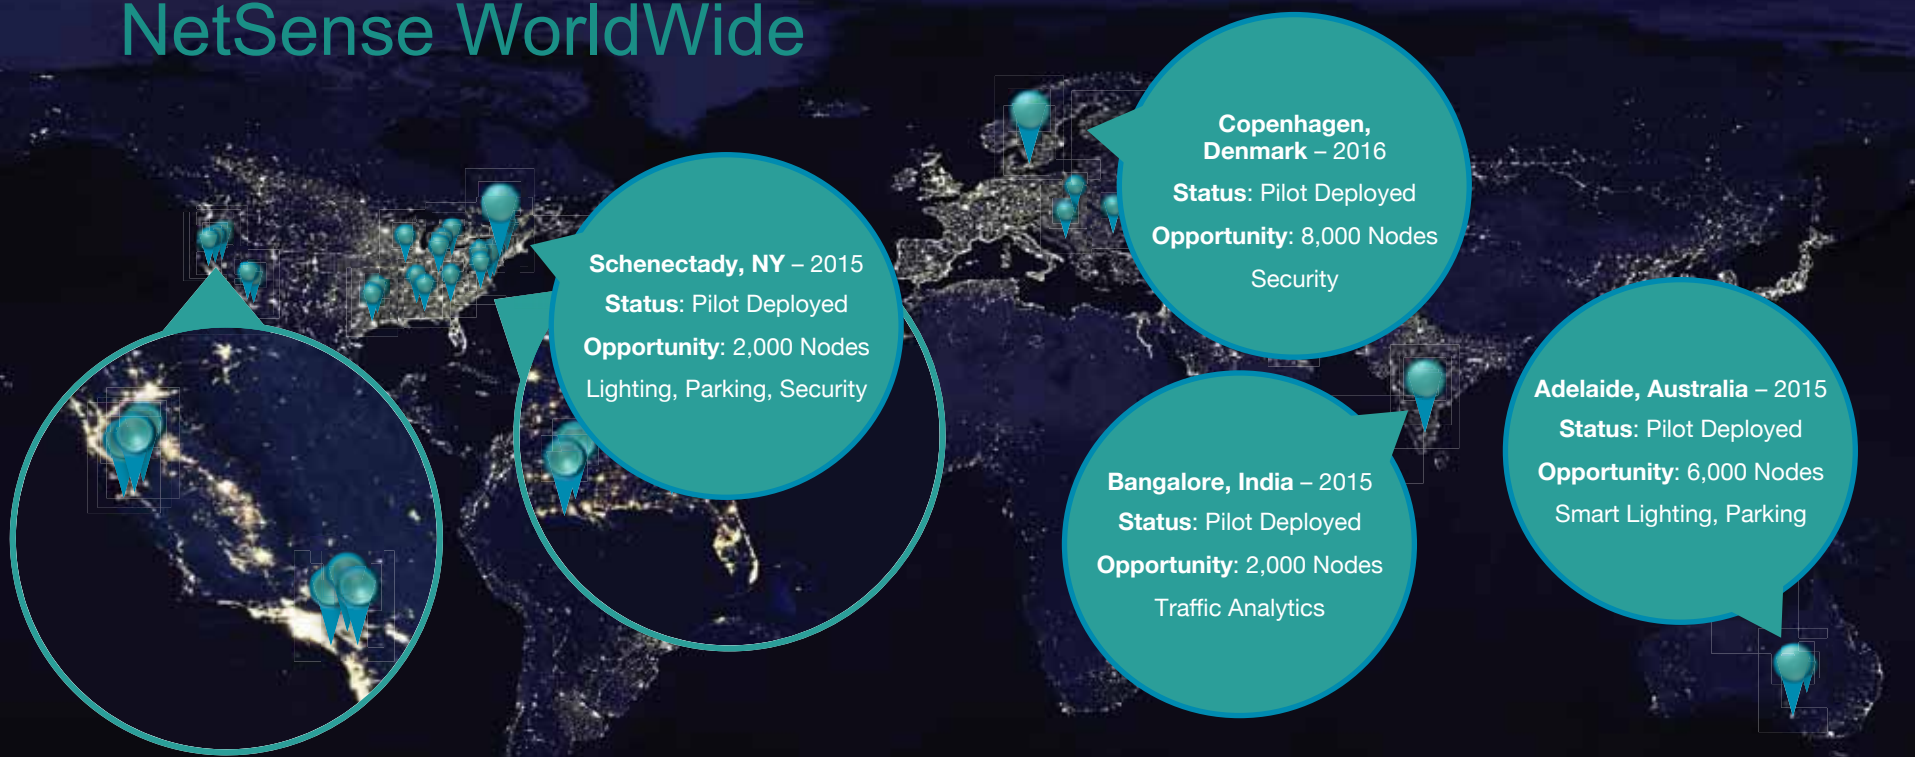 NetSense WorldWide
Schenectady, NY – 2015
Status: Pilot Deployed
Opportunity: 2,000 Nodes
Lighting, Parking, Security
Copenhagen,
Denmark – 2016
Status: Pilot Deployed
Opportunity: 8,000 Nodes
Security
Bangalore, India – 2015
Status: Pilot Deployed
Opportunity: 2,000 Nodes
Traffic Analytics
Adelaide, Australia – 2015
Status: Pilot Deployed
Opportunity: 6,000 Nodes
Smart Lighting, Parking